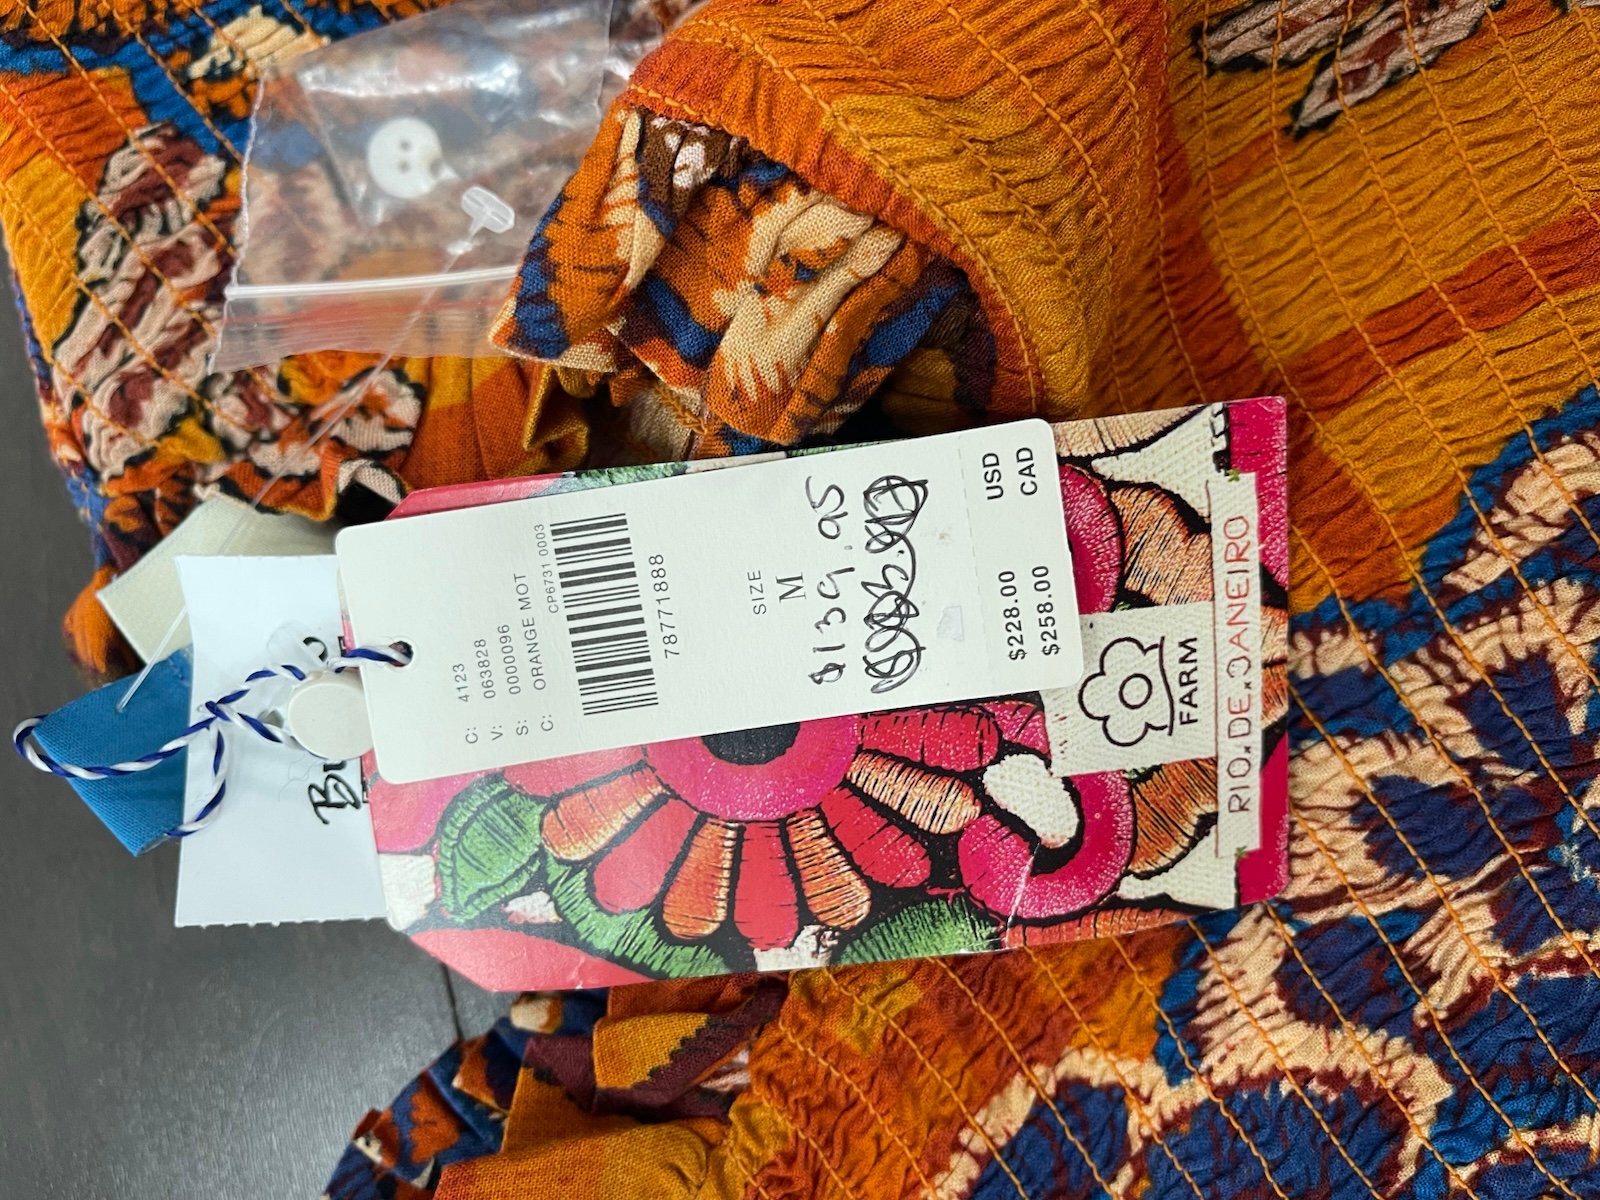 C: 4123
V: 063828
S: 0000096
C: ORANGE MOT
CP6731 0003
78771888
SIZE
M
$139.95
$228.00 USD
$258.00 CAD
FARM
RIO.DE.JANEIRO